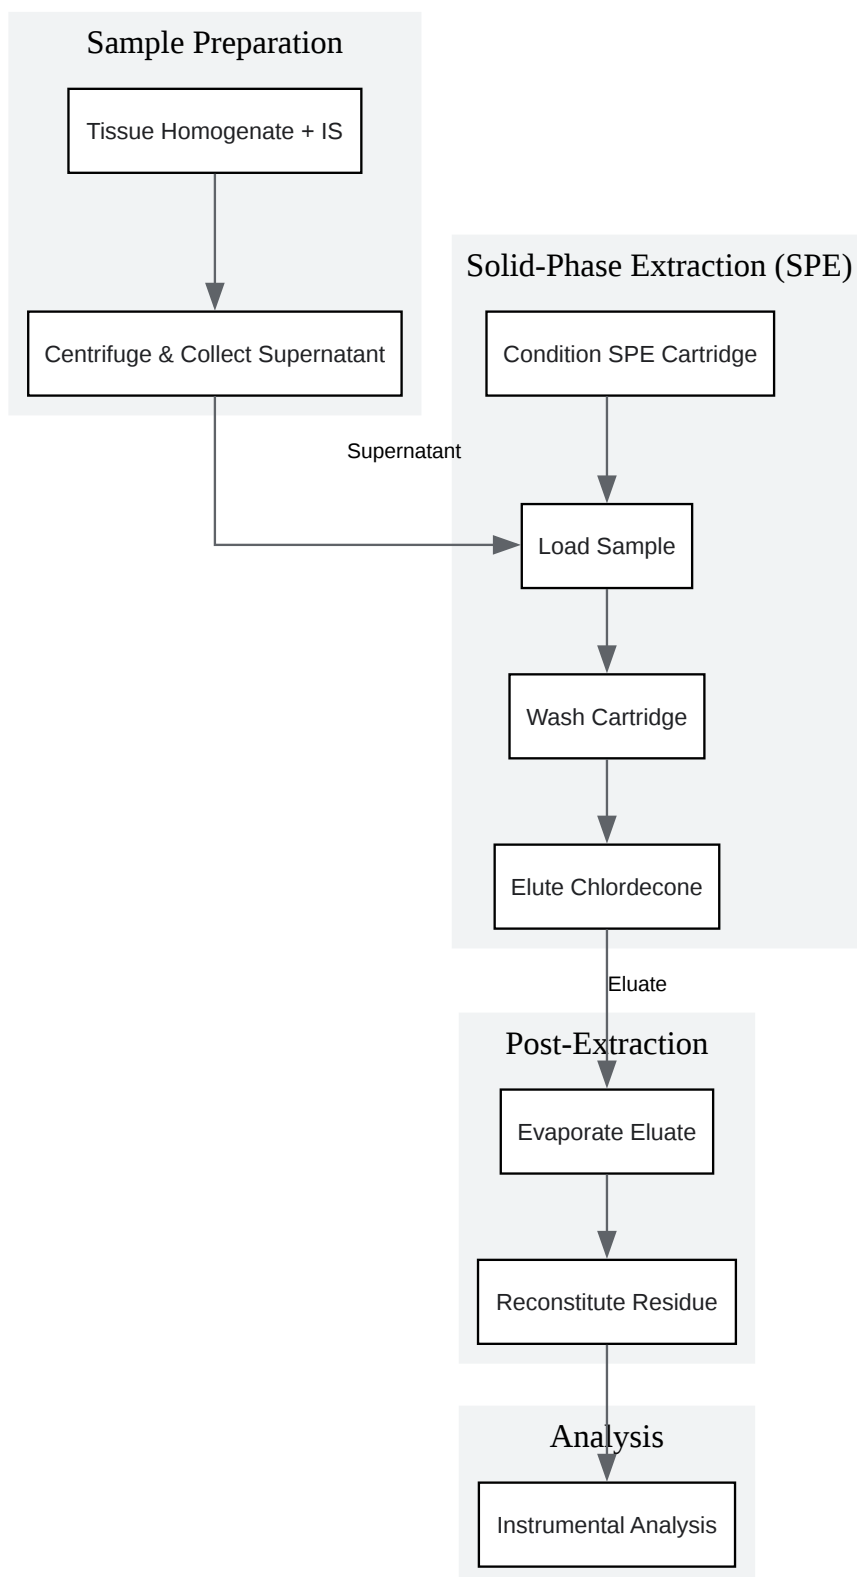 Sample Preparation
Tissue Homogenate + IS
Centrifuge & Collect Supernatant
Supernatant
Solid-Phase Extraction (SPE)
Condition SPE Cartridge
Load Sample
Wash Cartridge
Elute Chlordecone
Eluate
Post-Extraction
Evaporate Eluate
Reconstitute Residue
Analysis
Instrumental Analysis